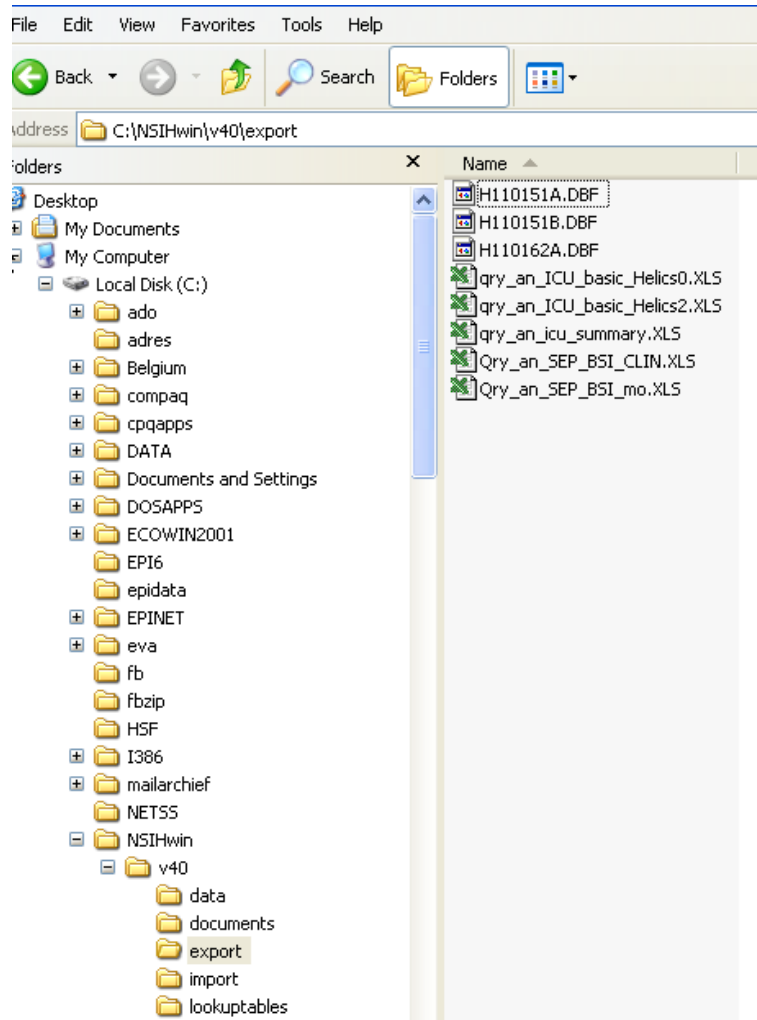 File Edit View Favorites Tools Help
Back Search Folders
Address C:\NSIHwin\v40\export
Folders × Name
Desktop
My Documents
My Computer
Local Disk (C:)
ado
adres
Belgium
compaq
cpqapps
DATA
Documents and Settings
DOSAPPS
ECOWIN2001
EPI6
epidata
EPINET
eva
fb
fbzip
HSF
I386
mailarchief
NETSS
NSIHwin
v40
data
documents
export
import
lookuptables
H110151A.DBF
H110151B.DBF
H110162A.DBF
qry_an_ICU_basic_Helics0.XLS
qry_an_ICU_basic_Helics2.XLS
qry_an_icu_summary.XLS
Qry_an_SEP_BSI_CLIN.XLS
Qry_an_SEP_BSI_mo.XLS